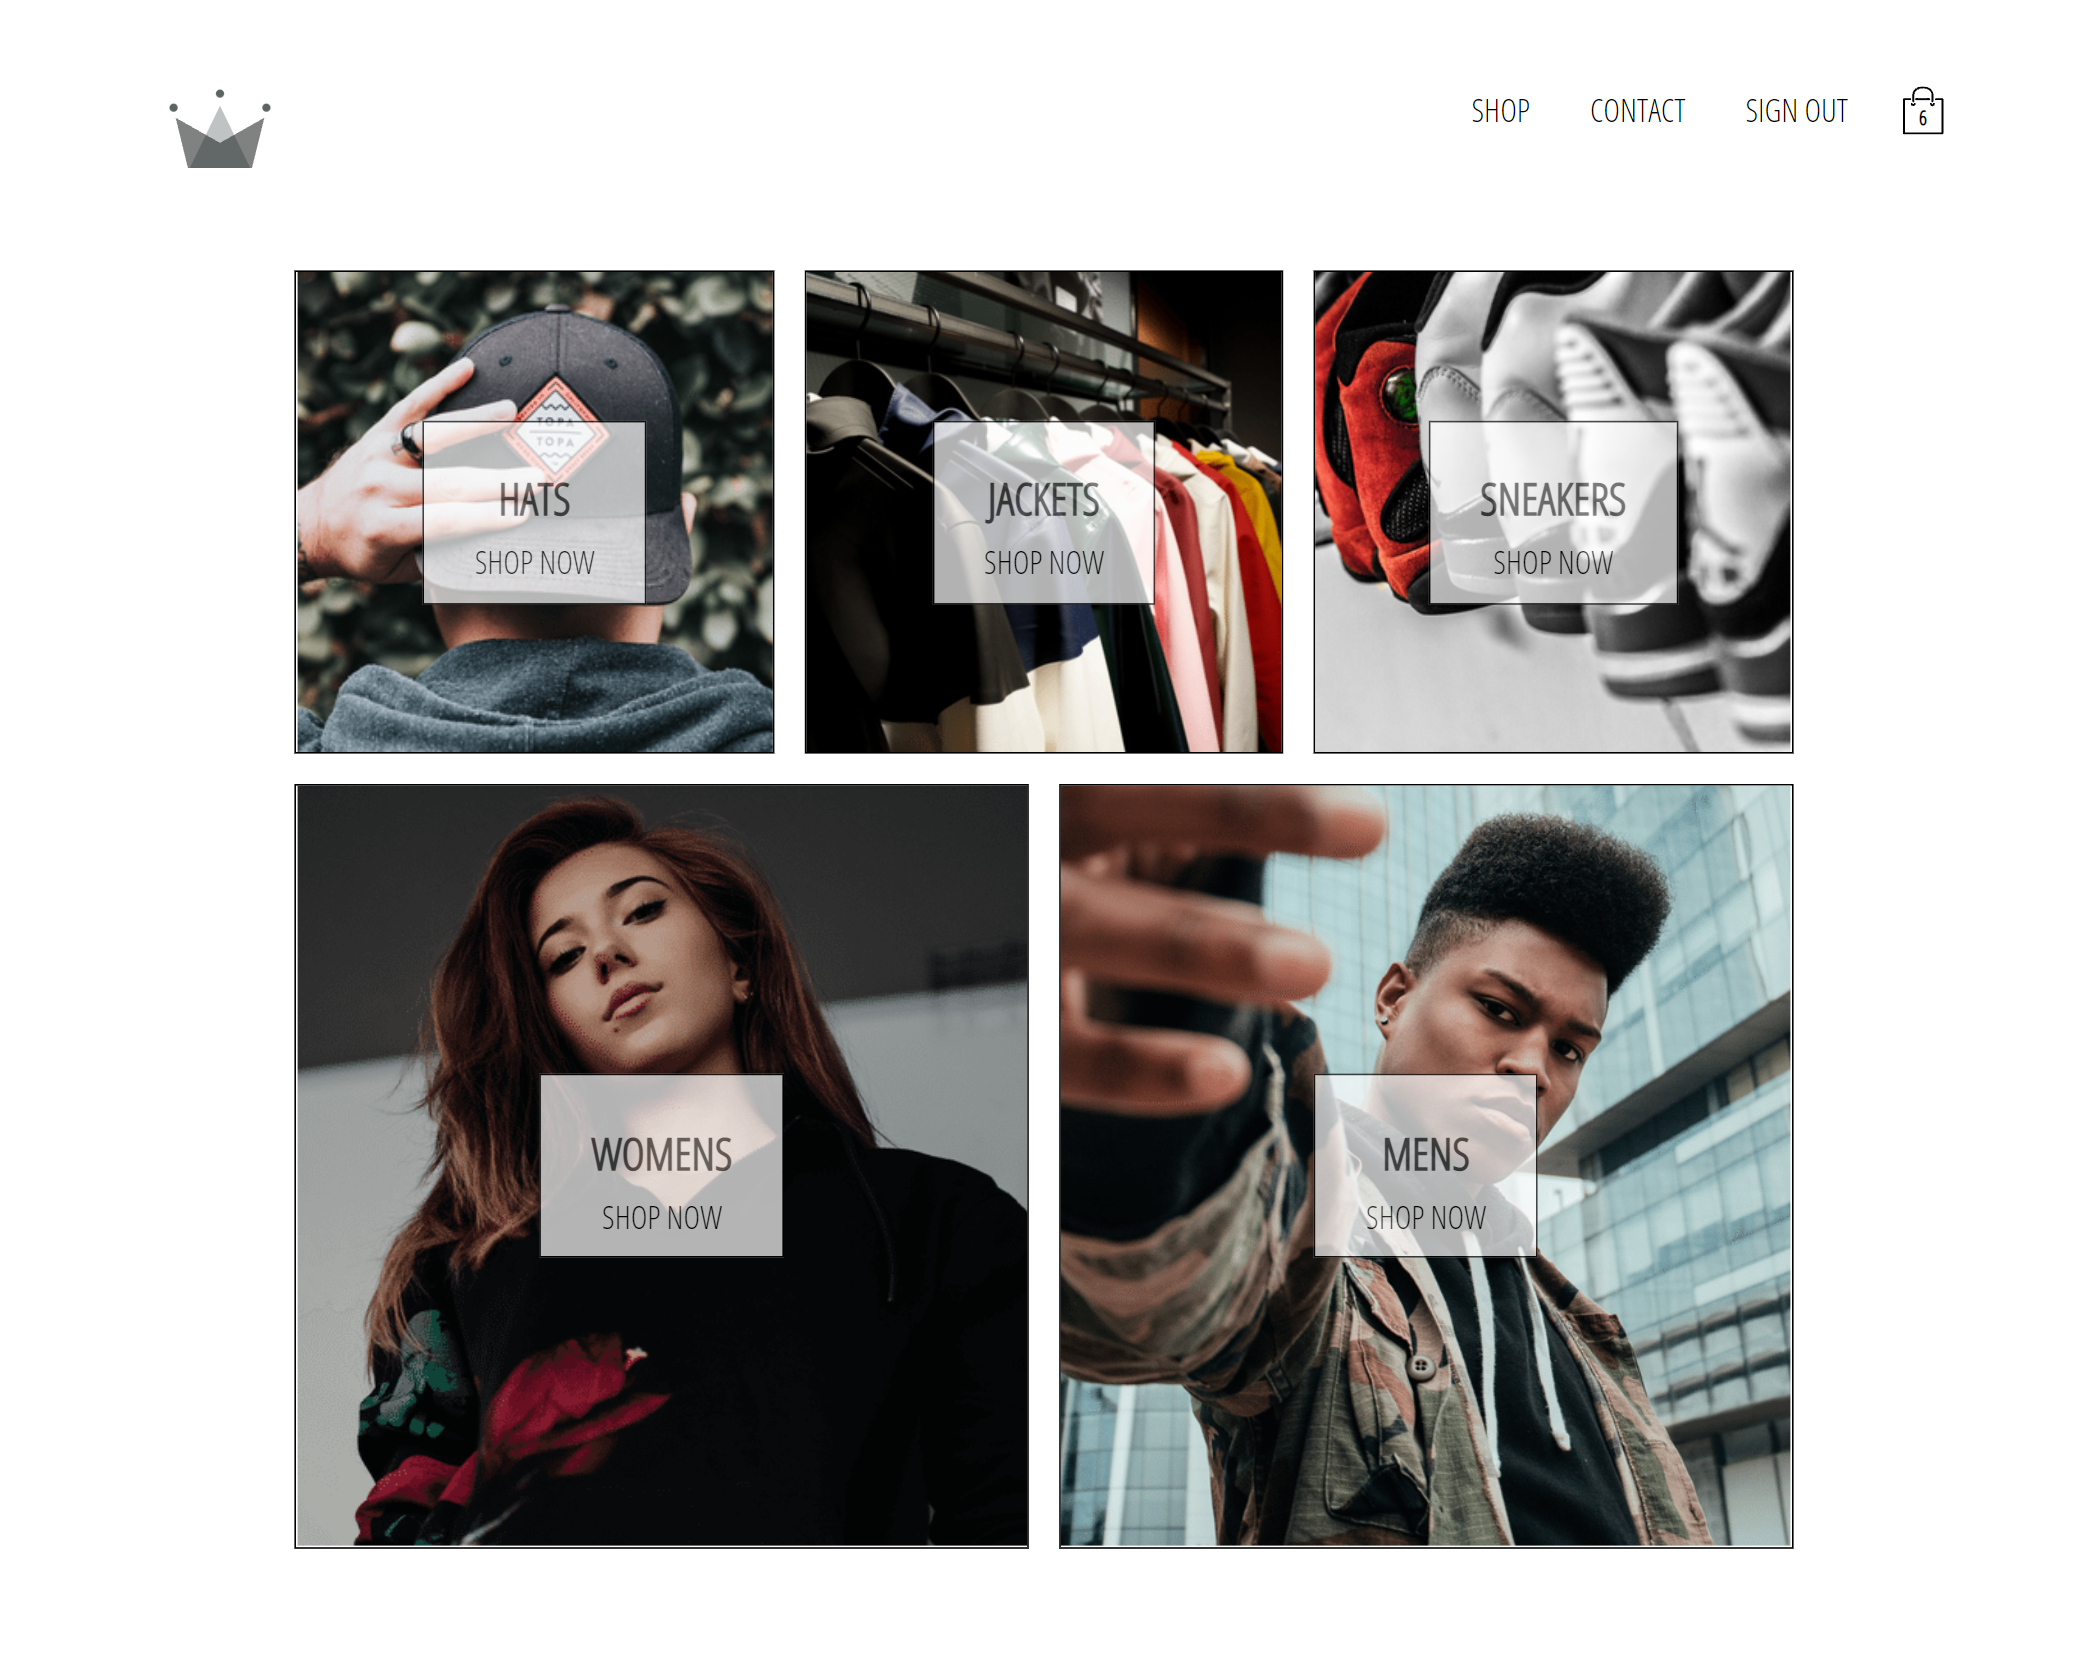 SHOP
CONTACT
SIGN OUT
6
TOPA
TOPA
HATS
SHOP NOW
JACKETS
SHOP NOW
SNEAKERS
SHOP NOW
WOMENS
SHOP NOW
MENS
SHOP NOW